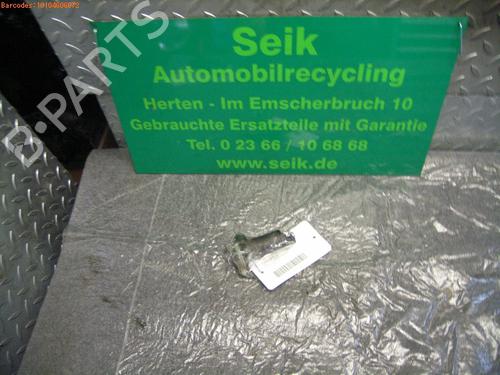 Barcodes:10104606072
B-PARTS
Seik
Automobilrecycling
Herten - Im Emscherbruch 10
Gebrauchte Ersatzteile mit Garantie
Tel. 0 23 66 / 10 68 68
www.seik.de